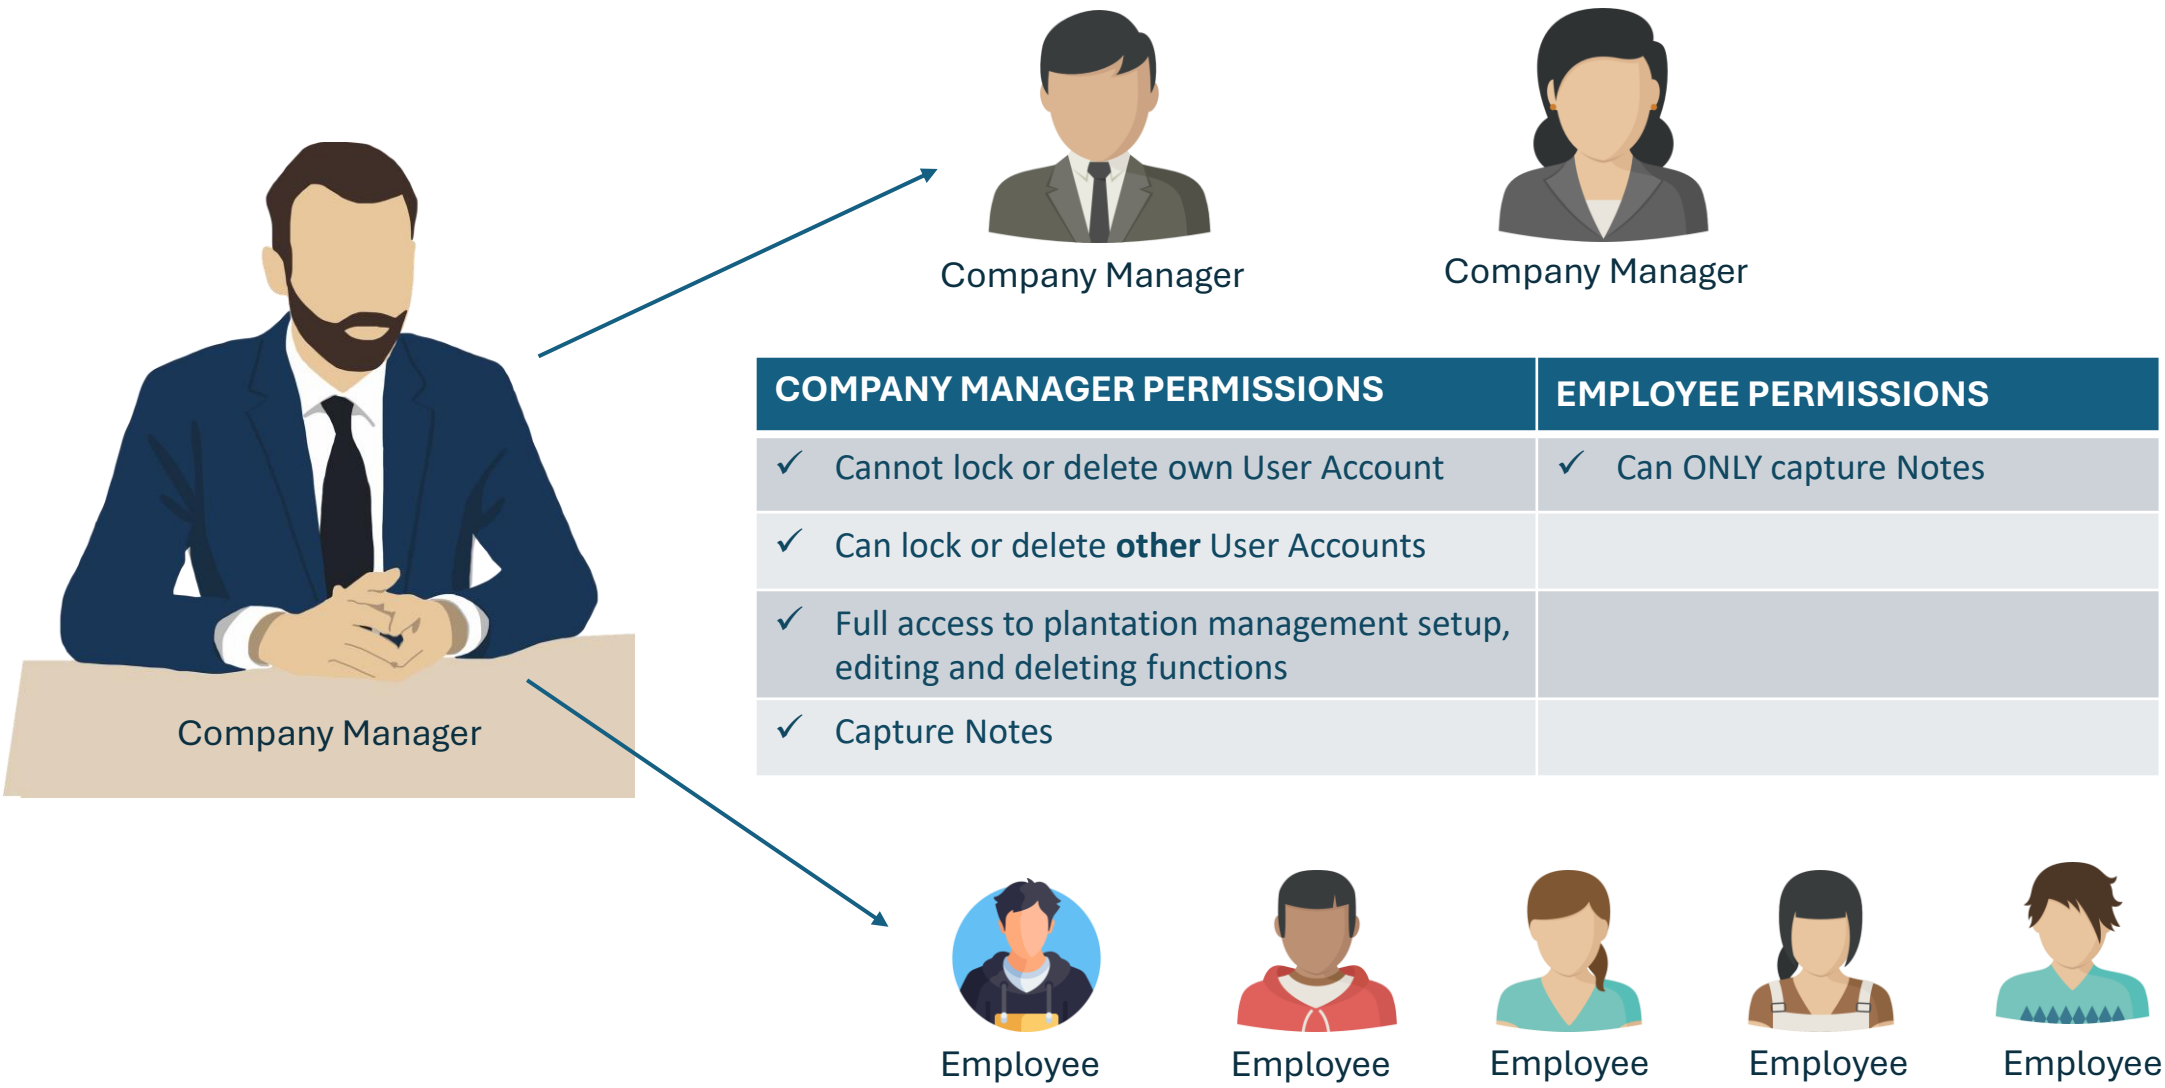 Company Manager
Company Manager
Company Manager
COMPANY MANAGER PERMISSIONS
EMPLOYEE PERMISSIONS
✓ Cannot lock or delete own User Account
✓ Can ONLY capture Notes
✓ Can lock or delete other User Accounts
✓ Full access to plantation management setup,
editing and deleting functions
✓ Capture Notes
Employee
Employee
Employee
Employee
Employee